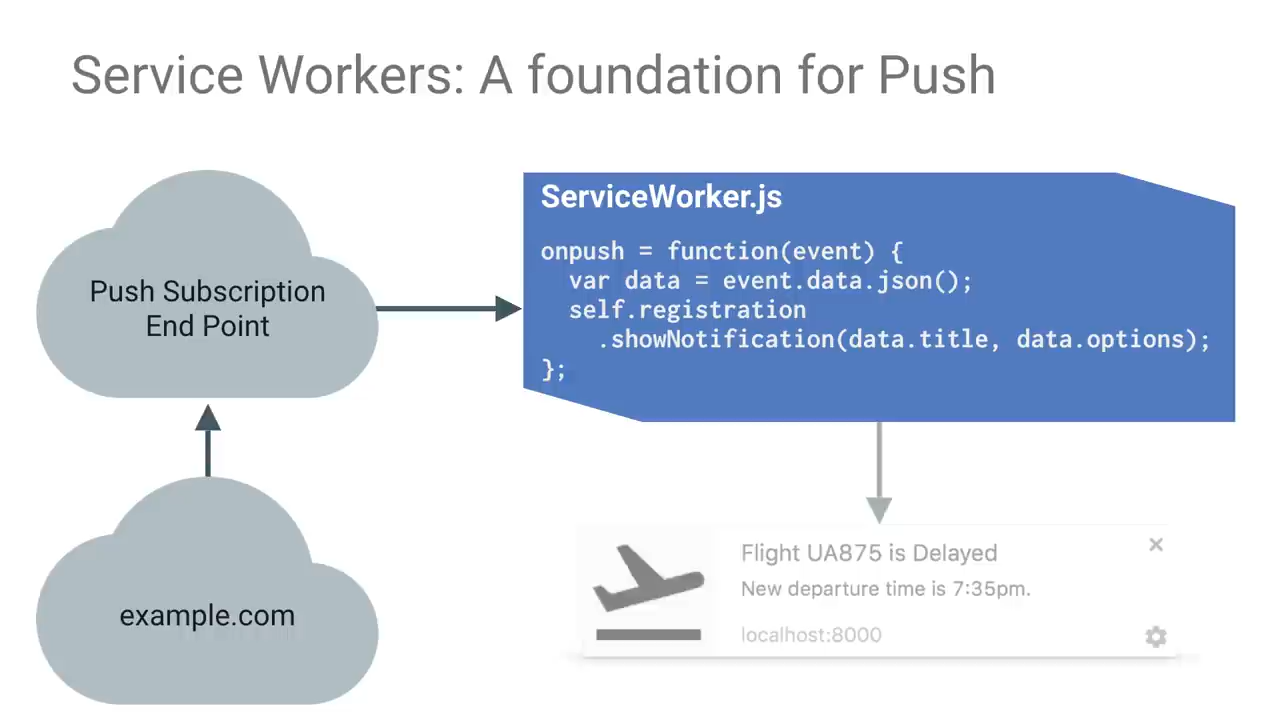 Service Workers: A foundation for Push
Push Subscription
End Point
ServiceWorker.js
onpush = function(event) {
  var data = event.data.json();
  self.registration
    .showNotification(data.title, data.options);
};
example.com
Flight UA875 is Delayed
New departure time is 7:35pm.
localhost:8000